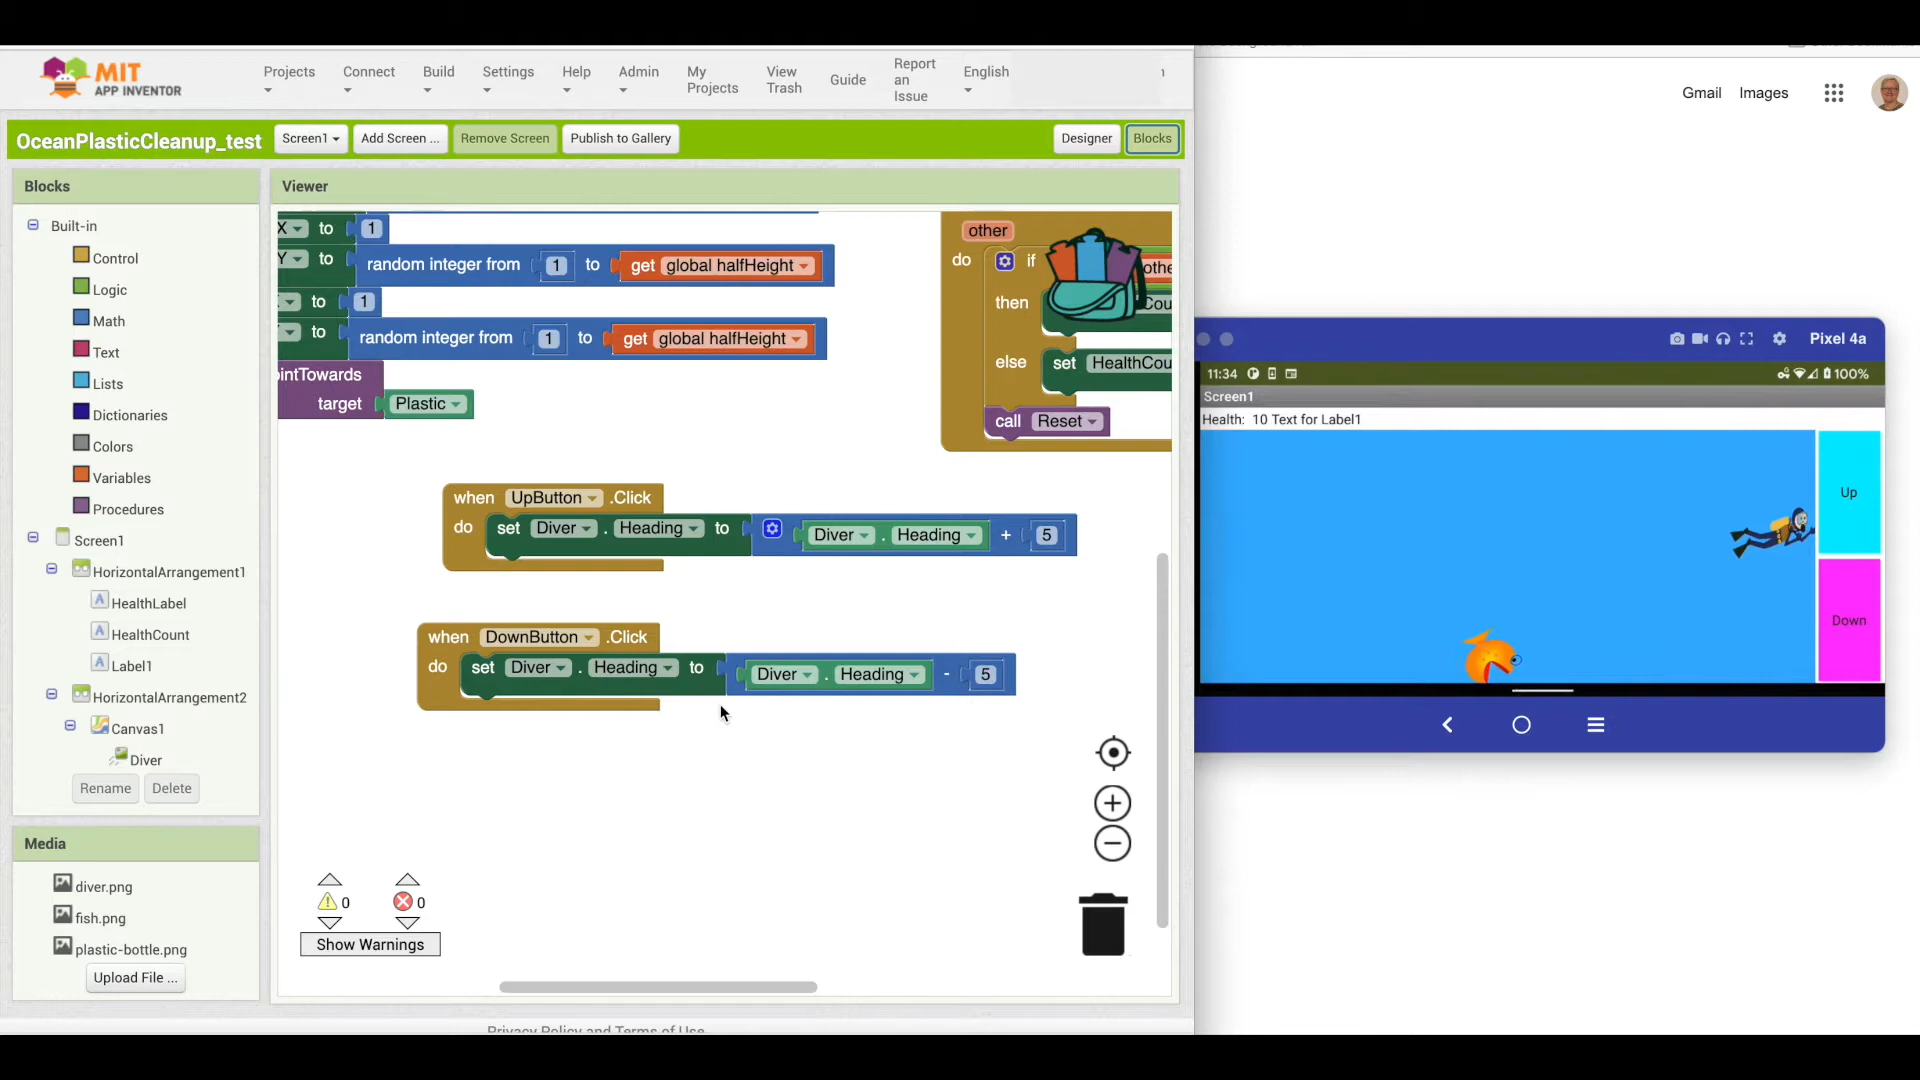 MIT
APP INVENTOR
Projects
Connect
Build
Settings
Help
Admin
My
Projects
View
Trash
Guide
Report
an
Issue
English
Gmail
Images
OceanPlasticCleanup_test
Screen1
Add Screen ...
Remove Screen
Publish to Gallery
Designer
Blocks
Blocks
Viewer
Built-in
Control
Logic
Math
Text
Lists
Dictionaries
Colors
Variables
Procedures
Screen1
HorizontalArrangement1
HealthLabel
HealthCount
Label1
HorizontalArrangement2
Canvas1
Diver
Rename
Delete
Media
diver.png
fish.png
plastic-bottle.png
Upload File ...
X to 1
Y to random integer from 1 to get global halfHeight
to 1
to random integer from 1 to get global halfHeight
intTowards
target Plastic
other
do if othe
then Cou
else set HealthCou
call Reset
when UpButton .Click
do set Diver . Heading to Diver . Heading + 5
when DownButton .Click
do set Diver . Heading to Diver . Heading - 5
0 0
Show Warnings
Privacy Policy and Terms of Use
Pixel 4a
11:34 100%
Screen1
Health: 10 Text for Label1
Up
Down